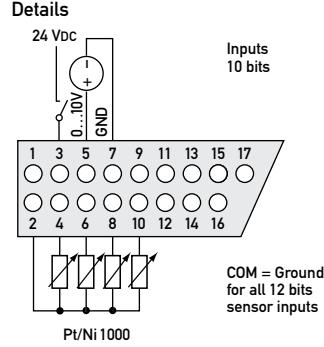 Details
24 VDC
Inputs
10 bits
0...10V
GND
1 3 5 7 9 11 13 15 17
2 4 6 8 10 12 14 16
COM = Ground
for all 12 bits
sensor inputs
Pt/Ni 1000